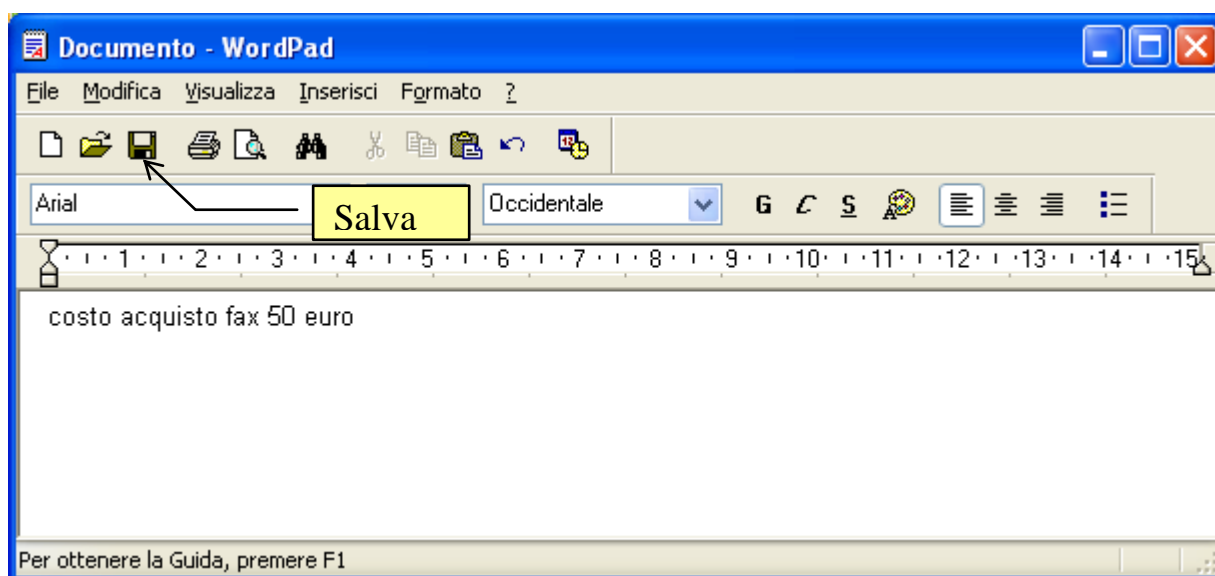 Documento - WordPad
File Modifica Visualizza Inserisci Formato ?
Arial Salva Occidentale G C S
1 2 3 4 5 6 7 8 9 10 11 12 13 14 15
costo acquisto fax 50 euro
Per ottenere la Guida, premere F1